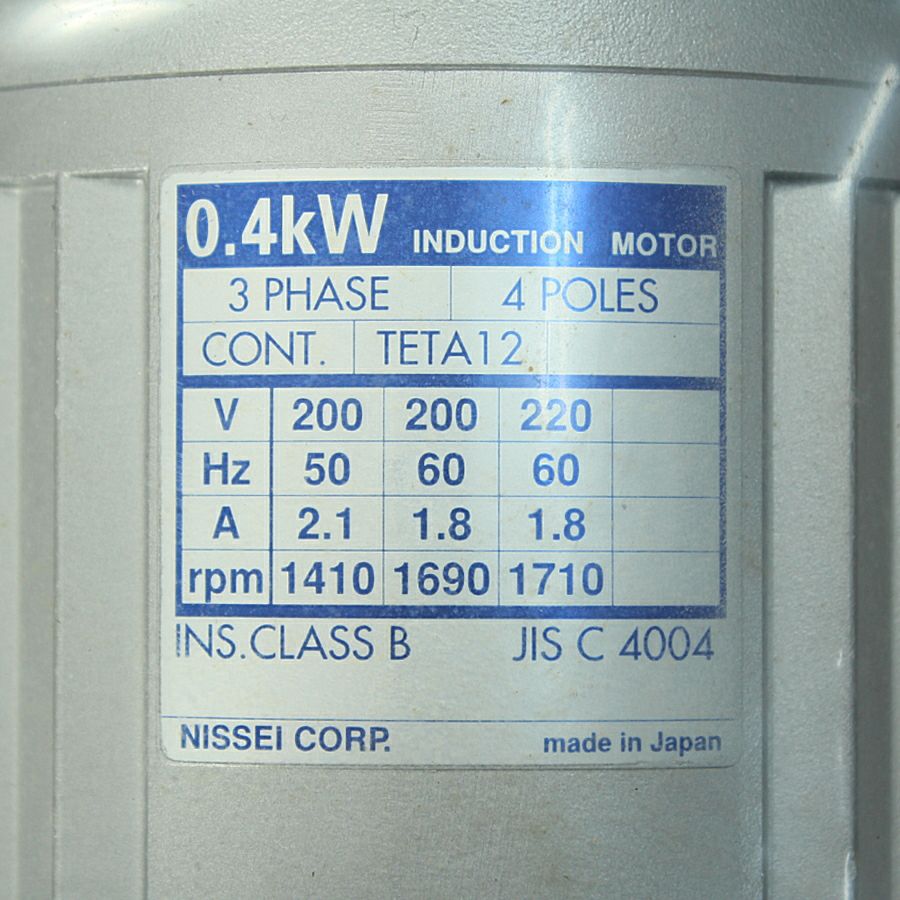 0.4kW INDUCTION MOTOR
3 PHASE 4 POLES
CONT. TETA12
V 200 200 220
Hz 50 60 60
A 2.1 1.8 1.8
rpm 1410 1690 1710
INS.CLASS B JIS C 4004
NISSEI CORP. made in Japan